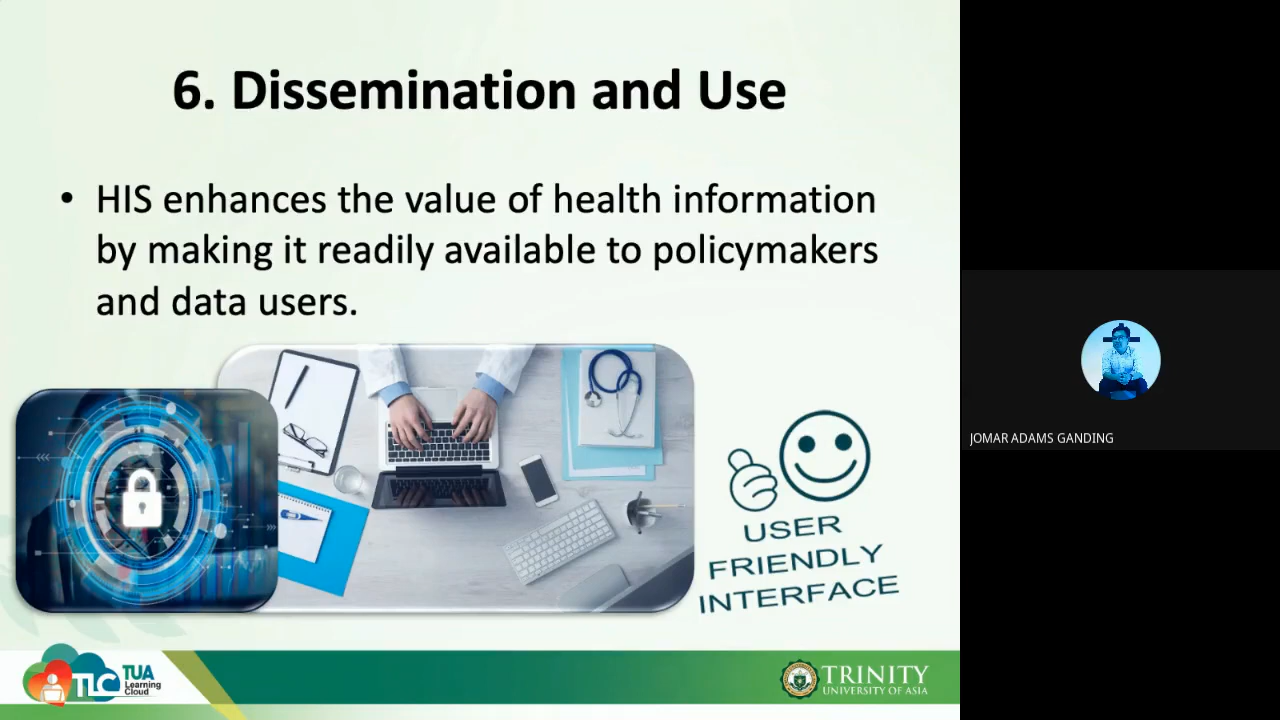 6. Dissemination and Use
• HIS enhances the value of health information
by making it readily available to policymakers
and data users.
USER
FRIENDLY
INTERFACE
JOMAR ADAMS GANDING
TLC TUA
Learning
Cloud
TRINITY
UNIVERSITY OF ASIA